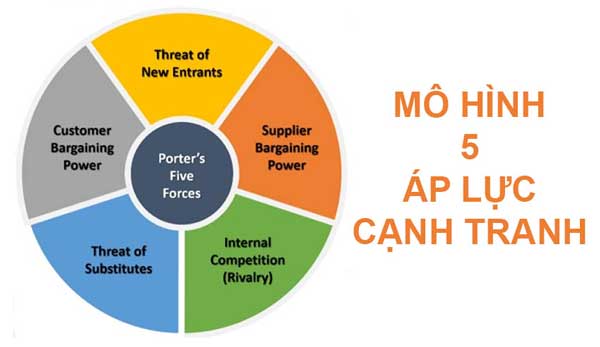 Threat of
New Entrants
Customer
Bargaining
Power
Supplier
Bargaining
Power
Porter's
Five
Forces
Threat of
Substitutes
Internal
Competition
(Rivalry)
MÔ HÌNH
5
ÁP LỰC
CẠNH TRANH